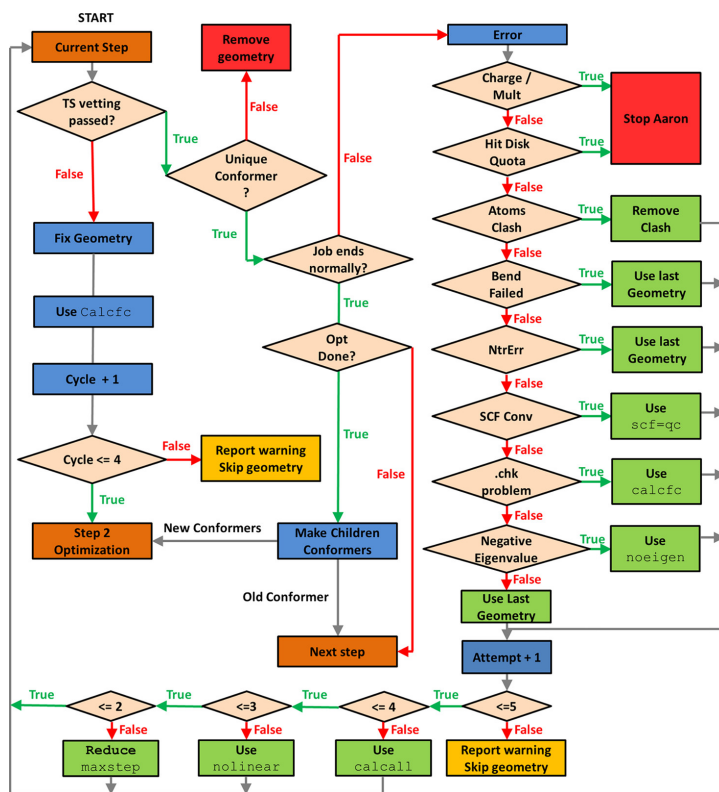 START
Current Step
TS vetting
passed?
True
False
Fix Geometry
Use Calcfc
Cycle + 1
Cycle <= 4
False
Report warning
Skip geometry
True
Step 2
Optimization
Remove
geometry
False
Unique
Conformer
?
True
Job ends
normally?
False
True
Opt
Done?
True
False
Make Children
Conformers
New Conformers
Old Conformer
Next step
Error
Charge /
Mult
True
Stop Aaron
False
Hit Disk
Quota
True
False
Atoms
Clash
True
Remove
Clash
False
Bend
Failed
True
Use last
Geometry
False
NtrErr
True
Use last
Geometry
False
SCF Conv
True
Use
scf=qc
False
.chk
problem
True
Use
calcfc
False
Negative
Eigenvalue
True
Use
noeigen
False
Use Last
Geometry
Attempt + 1
True
<= 2
True
<=3
True
<= 4
True
<=5
False
False
False
False
Reduce
maxstep
Use
nolinear
Use
calcall
Report warning
Skip geometry